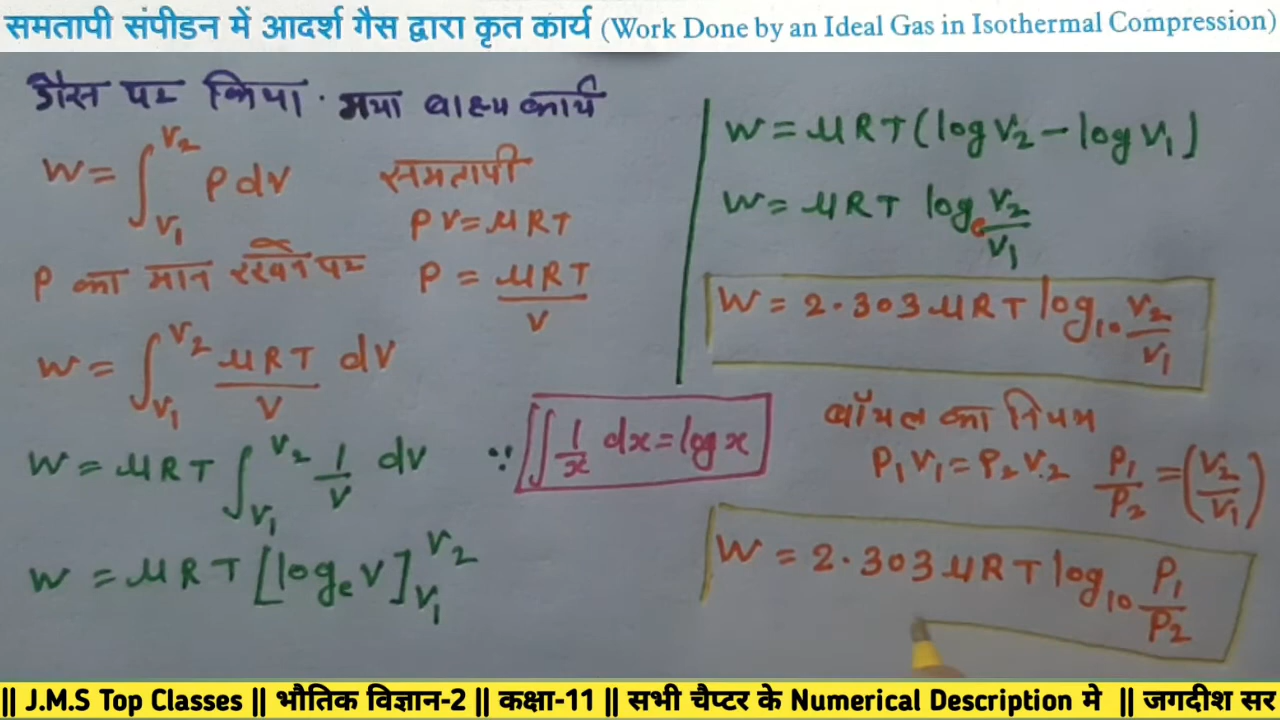 समतापी संपीडन में आदर्श गैस द्वारा कृत कार्य (Work Done by an Ideal Gas in Isothermal Compression)
गैस पर किया गया बाह्य कार्य
W = ∫_{V₁}^{V₂} P dV
समतापी
PV = μRT
P का मान रखने पर
P = μRT / V
W = ∫_{V₁}^{V₂} μRT / V dV
W = μRT ∫_{V₁}^{V₂} 1/V dV
∵ ∫ 1/x dx = log x
W = μRT [logₑ V]_{V₁}^{V₂}
W = μRT (log V₂ – log V₁)
W = μRT logₑ V₂/V₁
W = 2.303 μRT log₁₀ V₂/V₁
बॉयल का नियम
P₁V₁ = P₂V₂ P₁/P₂ = (V₂/V₁)
W = 2.303 μRT log₁₀ P₁/P₂
|| J.M.S Top Classes || भौतिक विज्ञान-2 || कक्षा-11 || सभी चैप्टर के Numerical Description मे || जगदीश सर